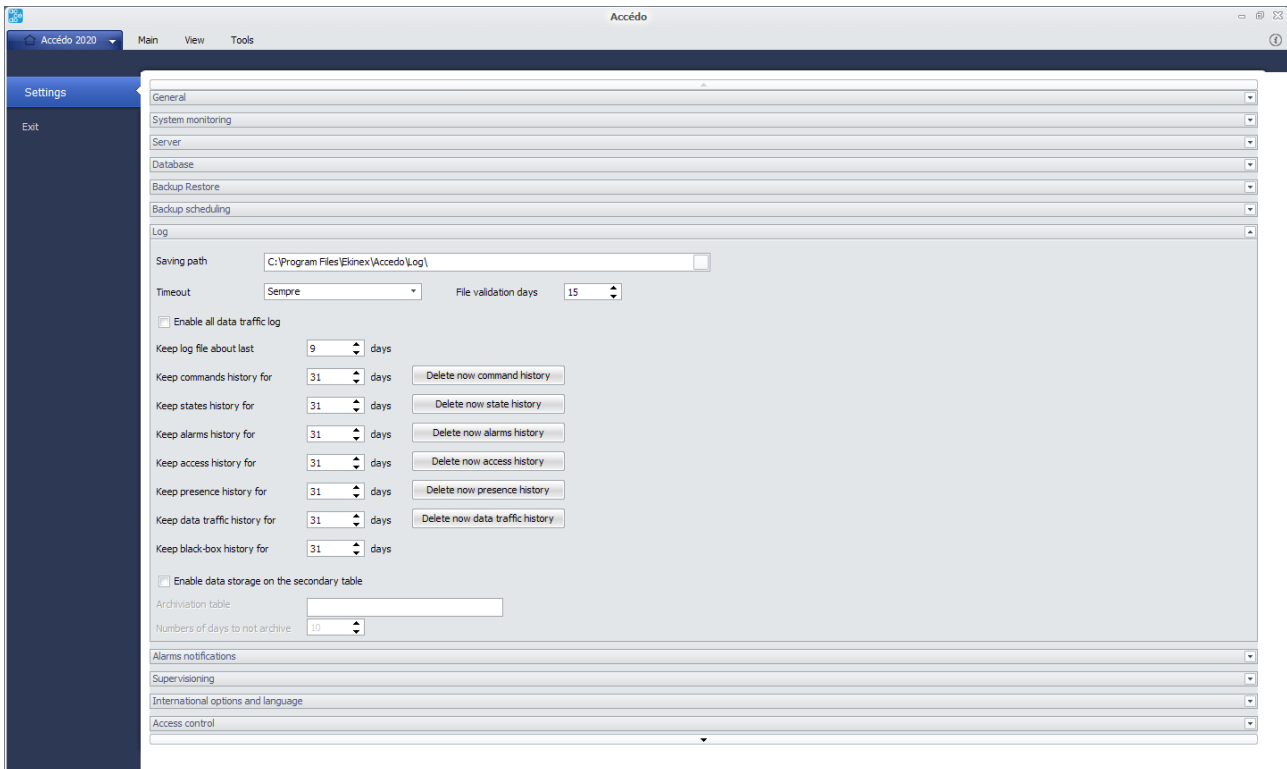 Accédo
Accédo 2020 Main View Tools
Settings
Exit
General
System monitoring
Server
Database
Backup Restore
Backup scheduling
Log
Saving path C:\Program Files\Ekinex\Accedo\Log\
Timeout Sempre File validation days 15
Enable all data traffic log
Keep log file about last 9 days
Keep commands history for 31 days Delete now command history
Keep states history for 31 days Delete now state history
Keep alarms history for 31 days Delete now alarms history
Keep access history for 31 days Delete now access history
Keep presence history for 31 days Delete now presence history
Keep data traffic history for 31 days Delete now data traffic history
Keep black-box history for 31 days
Enable data storage on the secondary table
Archiviation table
Numbers of days to not archive 10
Alarms notifications
Supervisioning
International options and language
Access control